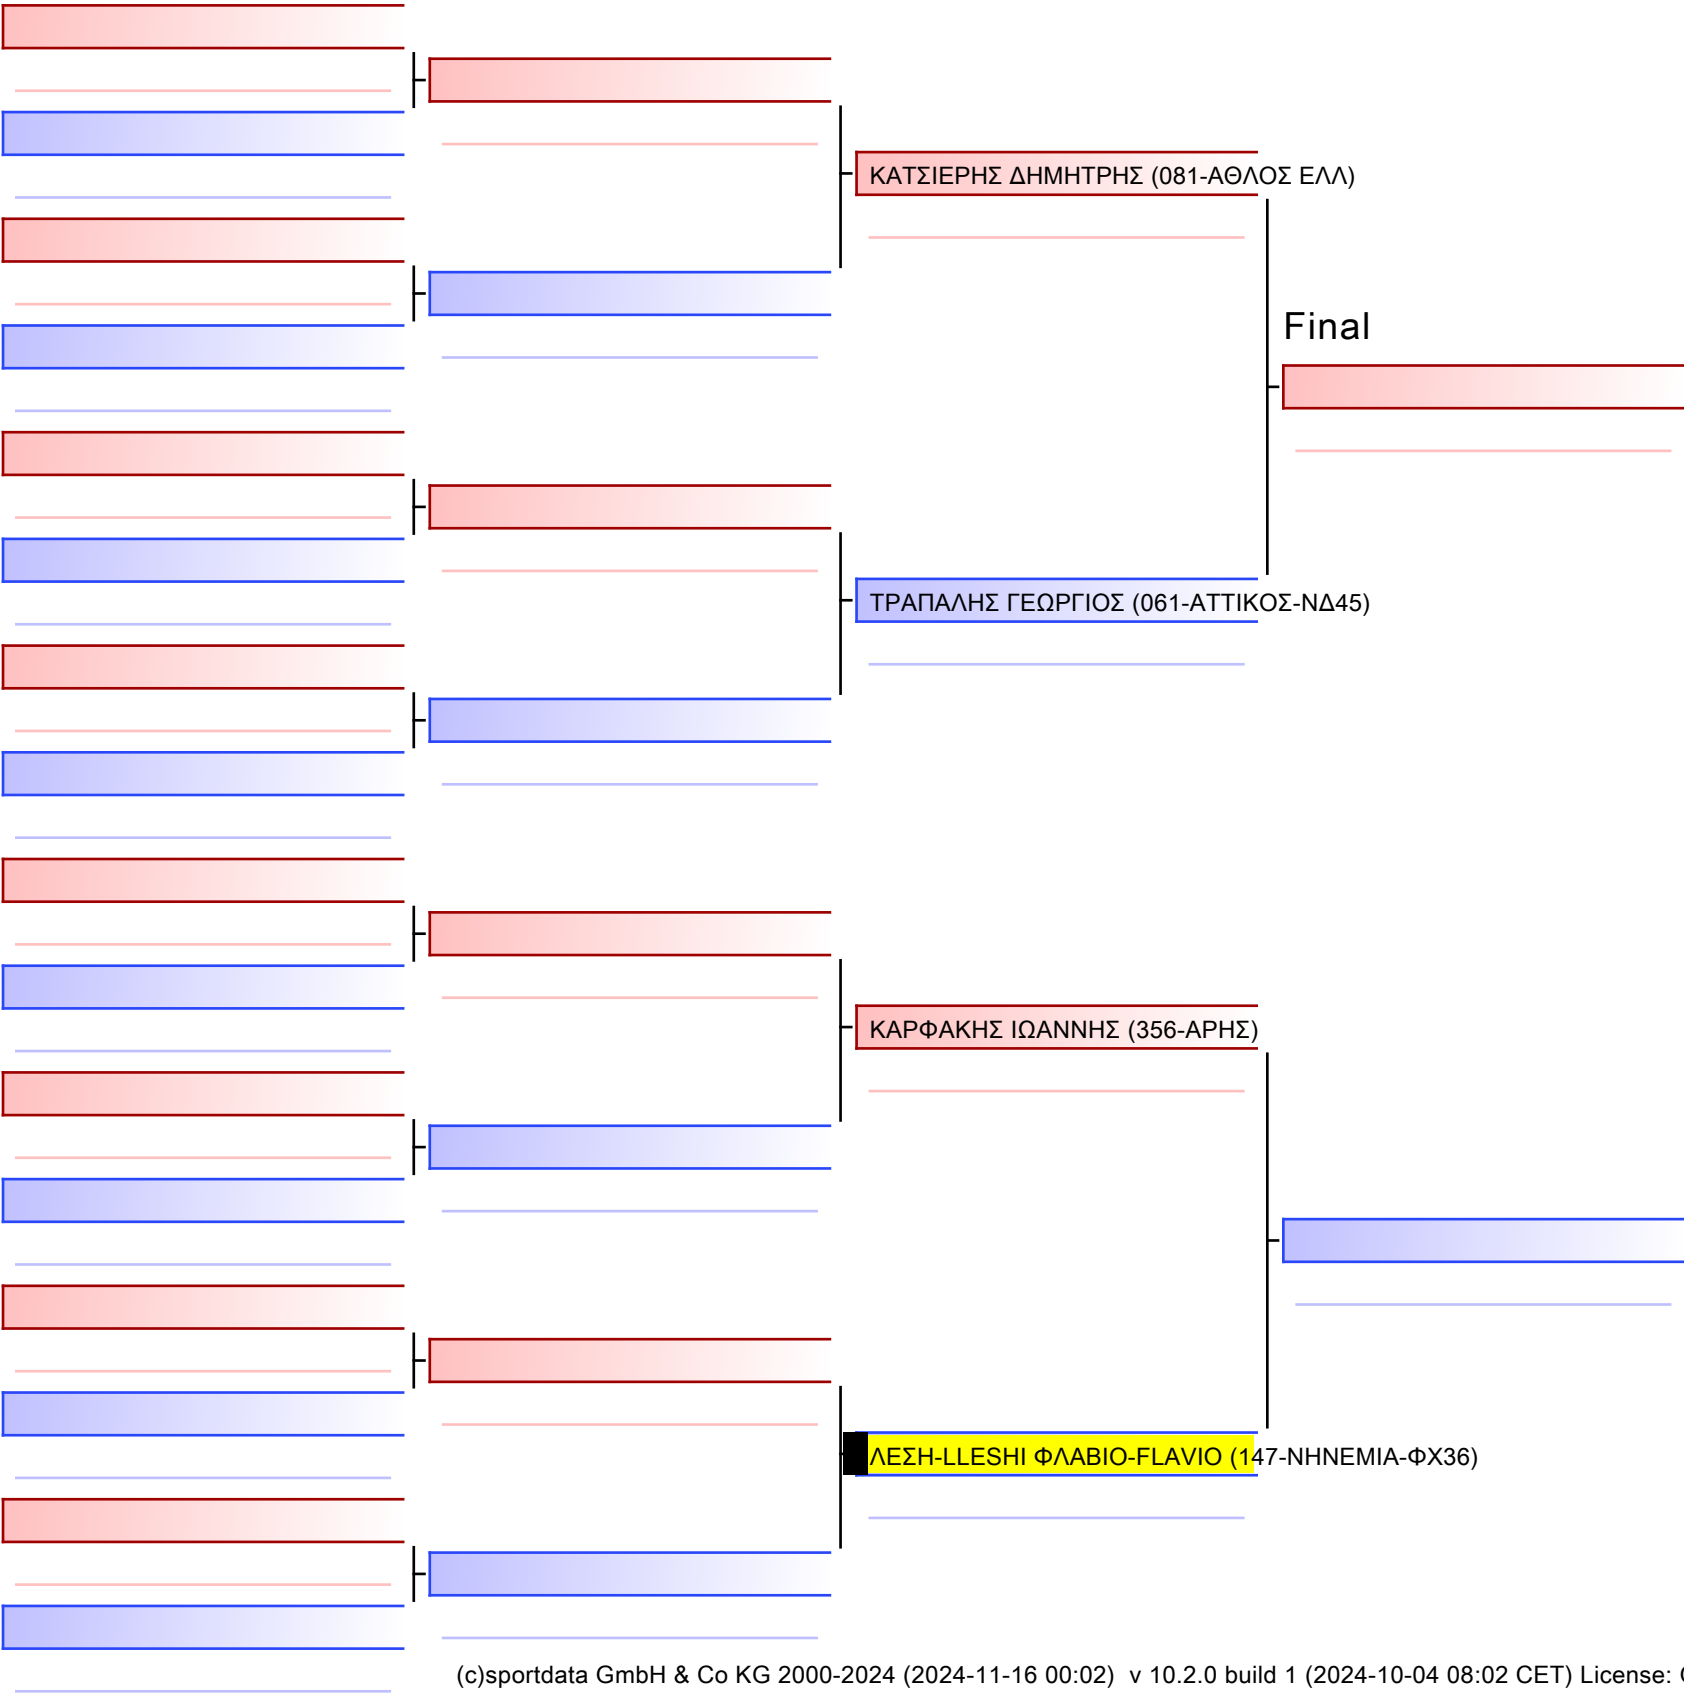 ΚΑΤΣΙΕΡΗΣ ΔΗΜΗΤΡΗΣ (081-ΑΘΛΟΣ ΕΛΛ)
Final
ΤΡΑΠΑΛΗΣ ΓΕΩΡΓΙΟΣ (061-ΑΤΤΙΚΟΣ-ΝΔ45)
ΚΑΡΦΑΚΗΣ ΙΩΑΝΝΗΣ (356-ΑΡΗΣ)
ΛΕΣΗ-LLESHI ΦΛΑΒΙΟ-FLAVIO (147-ΝΗΝΕΜΙΑ-ΦΧ36)
(c)sportdata GmbH & Co KG 2000-2024 (2024-11-16 00:02) v 10.2.0 build 1 (2024-10-04 08:02 CET) License: